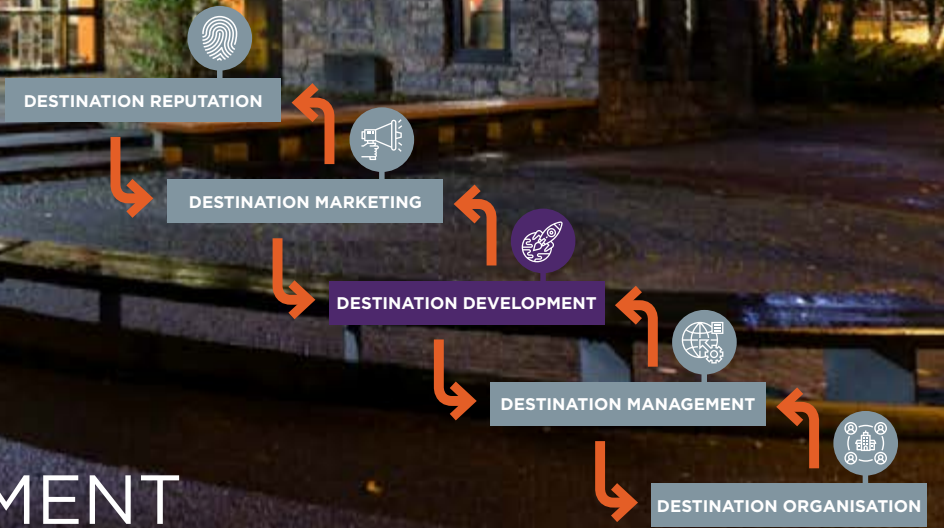 DESTINATION REPUTATION
DESTINATION MARKETING
DESTINATION DEVELOPMENT
DESTINATION MANAGEMENT
DESTINATION ORGANISATION
MENT